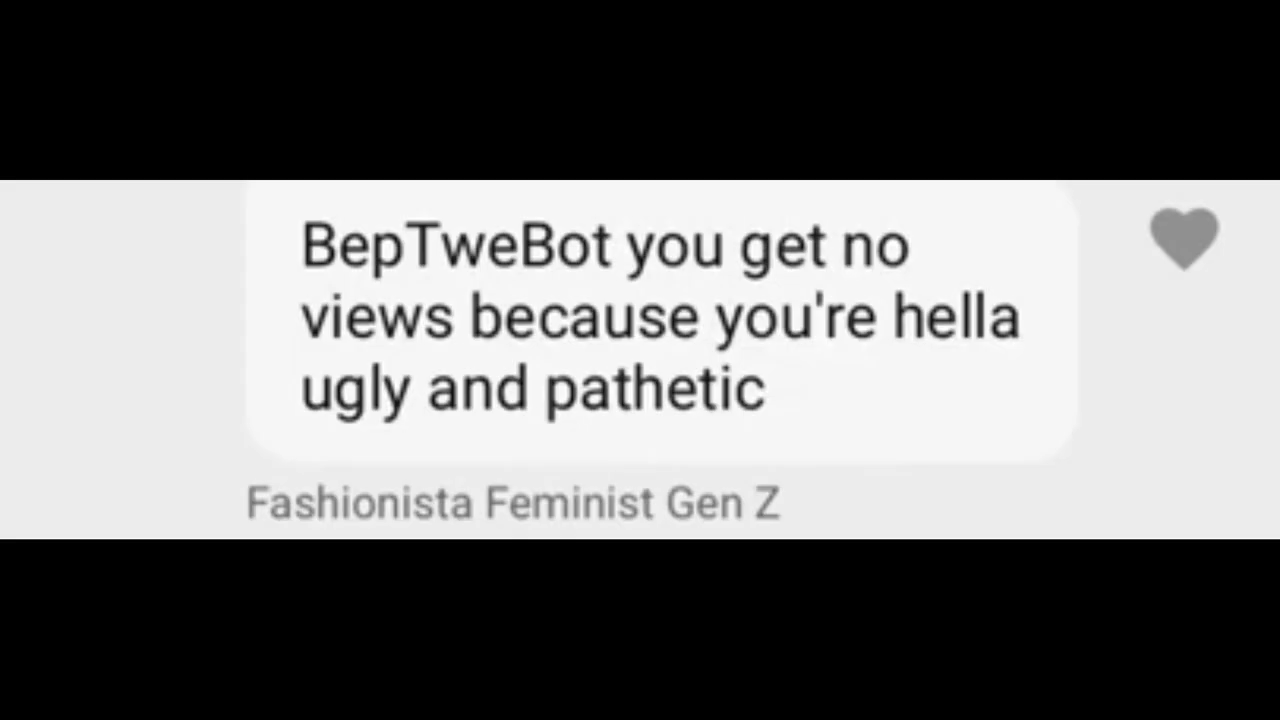 BepTweBot you get no
views because you're hella
ugly and pathetic
Fashionista Feminist Gen Z